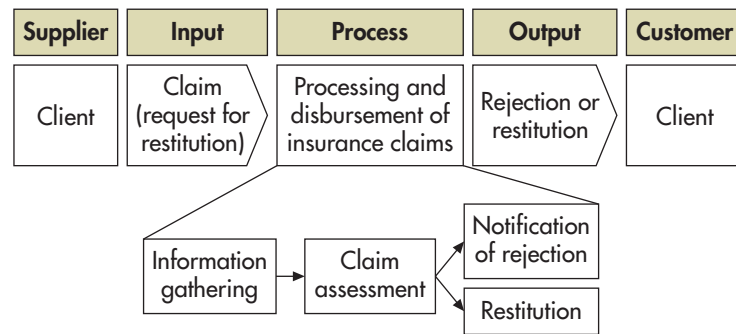 Supplier
Input
Process
Output
Customer
Client
Claim
(request for
restitution)
Processing and
disbursement of
insurance claims
Rejection or
restitution
Client
Information
gathering
Claim
assessment
Notification
of rejection
Restitution